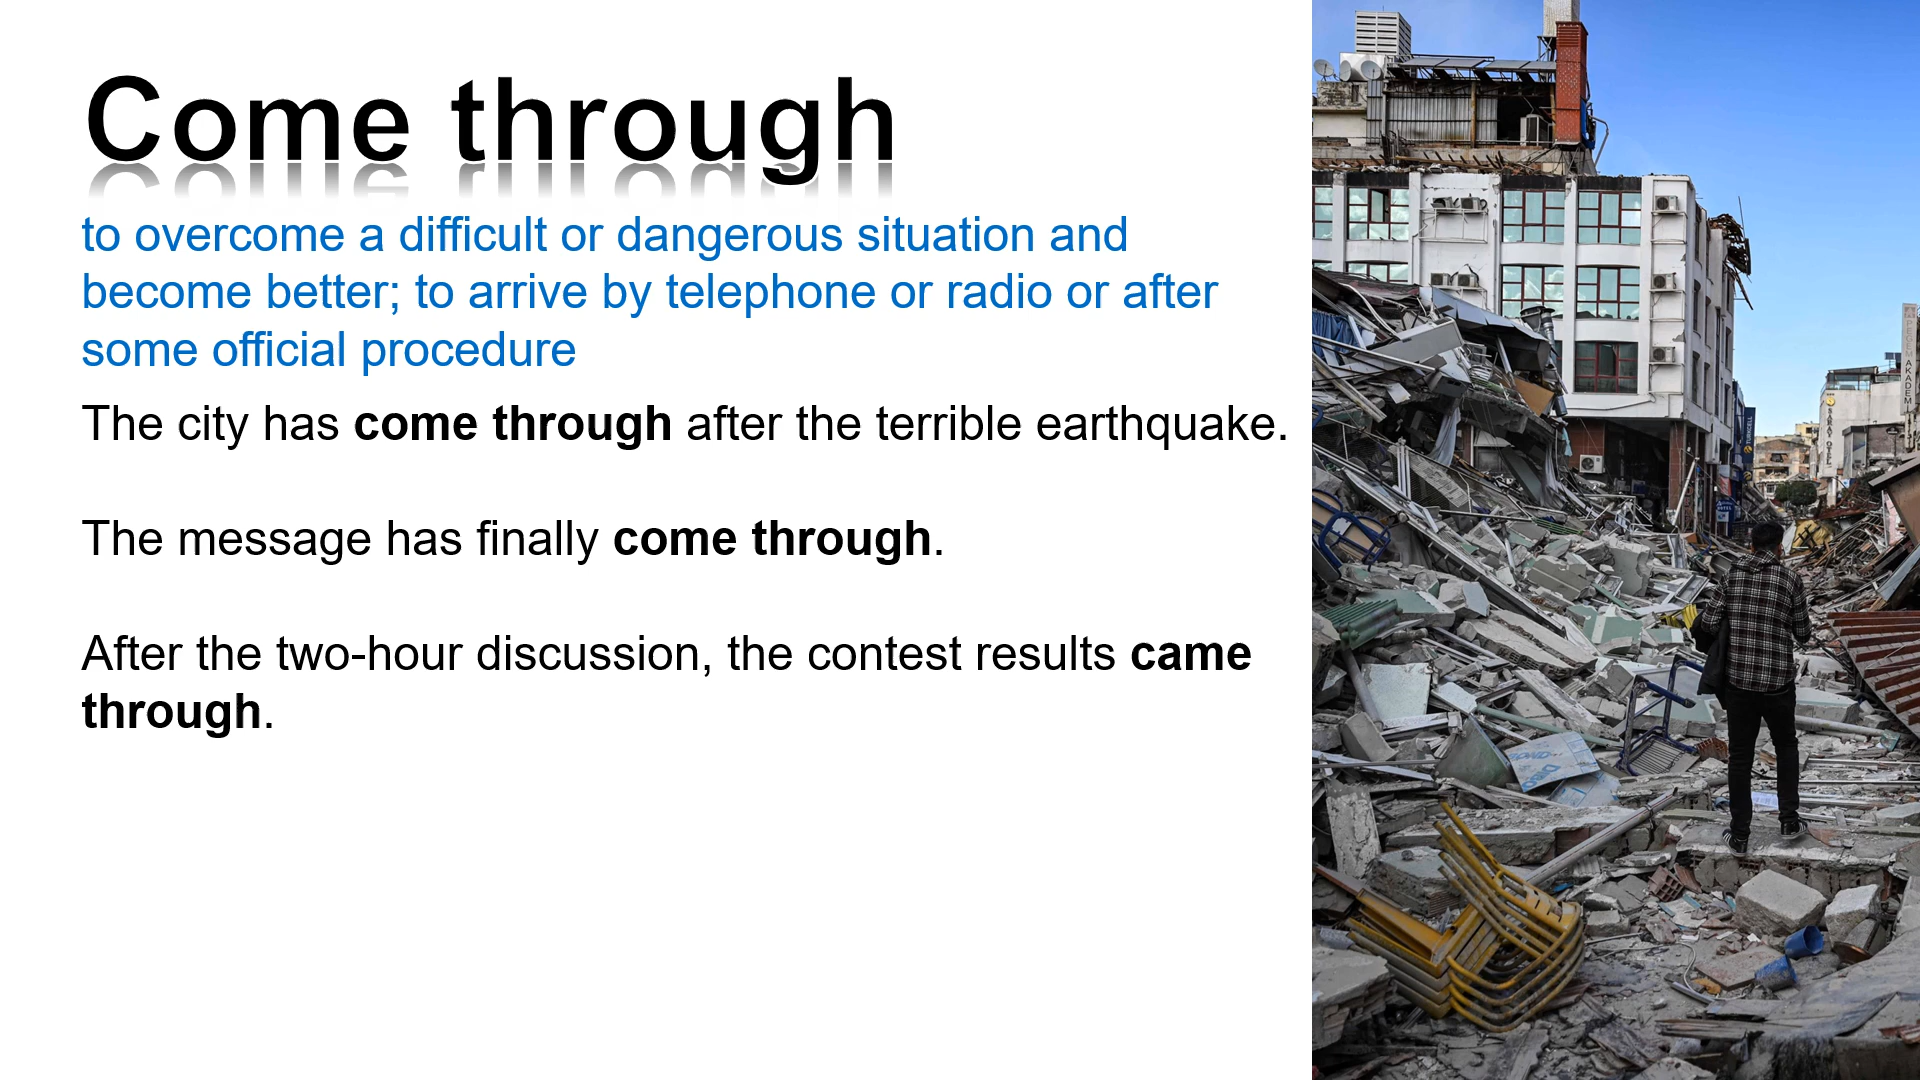 Come through
to overcome a difficult or dangerous situation and
become better; to arrive by telephone or radio or after
some official procedure
The city has come through after the terrible earthquake.
The message has finally come through.
After the two-hour discussion, the contest results came
through.
TURKCELL